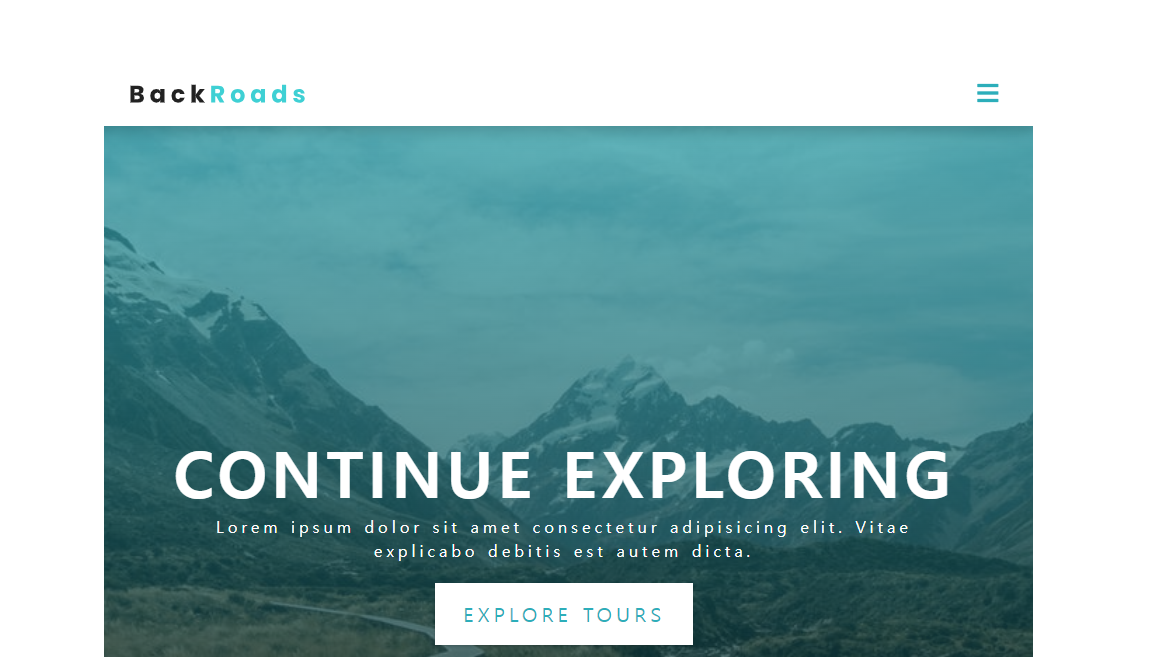 BackRoads
CONTINUE EXPLORING
Lorem ipsum dolor sit amet consectetur adipisicing elit. Vitae
explicabo debitis est autem dicta.
EXPLORE TOURS